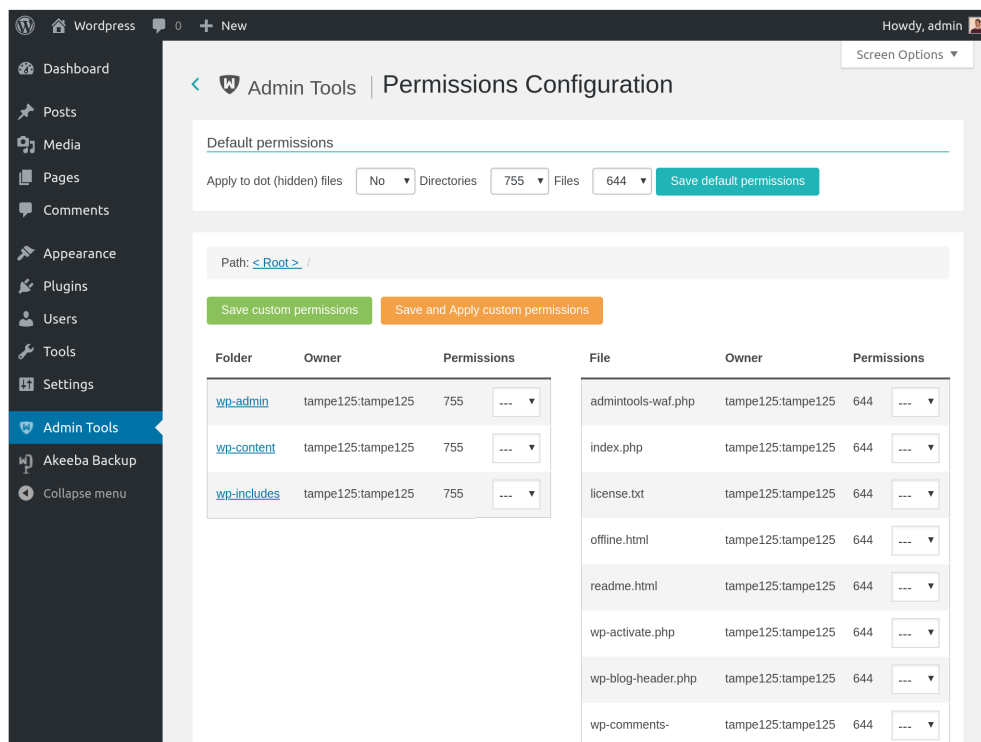 Wordpress 0 New Howdy, admin
Screen Options
Dashboard
Posts
Media
Pages
Comments
Appearance
Plugins
Users
Tools
Settings
Admin Tools
Akeeba Backup
Collapse menu
Admin Tools | Permissions Configuration
Default permissions
Apply to dot (hidden) files No Directories 755 Files 644 Save default permissions
Path: < Root > /
Save custom permissions Save and Apply custom permissions
Folder Owner Permissions
wp-admin tampe125:tampe125 755 ---
wp-content tampe125:tampe125 755 ---
wp-includes tampe125:tampe125 755 ---
File Owner Permissions
admintools-waf.php tampe125:tampe125 644 ---
index.php tampe125:tampe125 644 ---
license.txt tampe125:tampe125 644 ---
offline.html tampe125:tampe125 644 ---
readme.html tampe125:tampe125 644 ---
wp-activate.php tampe125:tampe125 644 ---
wp-blog-header.php tampe125:tampe125 644 ---
wp-comments- tampe125:tampe125 644 ---